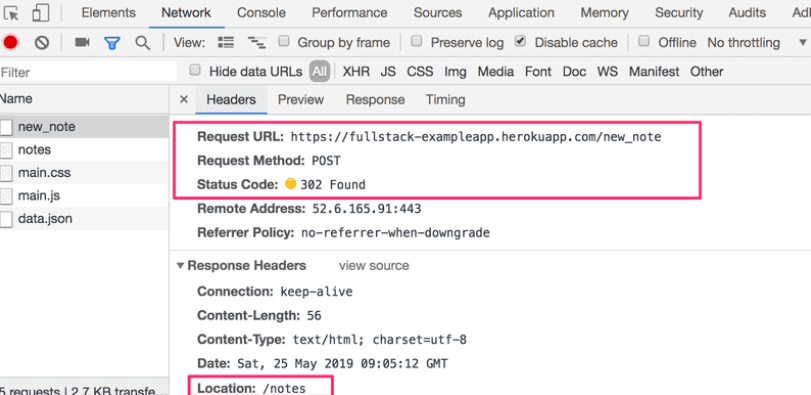 Elements Network Console Performance Sources Application Memory Security Audits Ad
View: Group by frame Preserve log Disable cache Offline No throttling
Filter Hide data URLs All XHR JS CSS Img Media Font Doc WS Manifest Other
Name × Headers Preview Response Timing
new_note
notes
main.css
main.js
data.json
Request URL: https://fullstack-exampleapp.herokuapp.com/new_note
Request Method: POST
Status Code: 302 Found
Remote Address: 52.6.165.91:443
Referrer Policy: no-referrer-when-downgrade
▼Response Headers view source
Connection: keep-alive
Content-Length: 56
Content-Type: text/html; charset=utf-8
Date: Sat, 25 May 2019 09:05:12 GMT
Location: /notes
5 requests | 2.7 KB transfe...